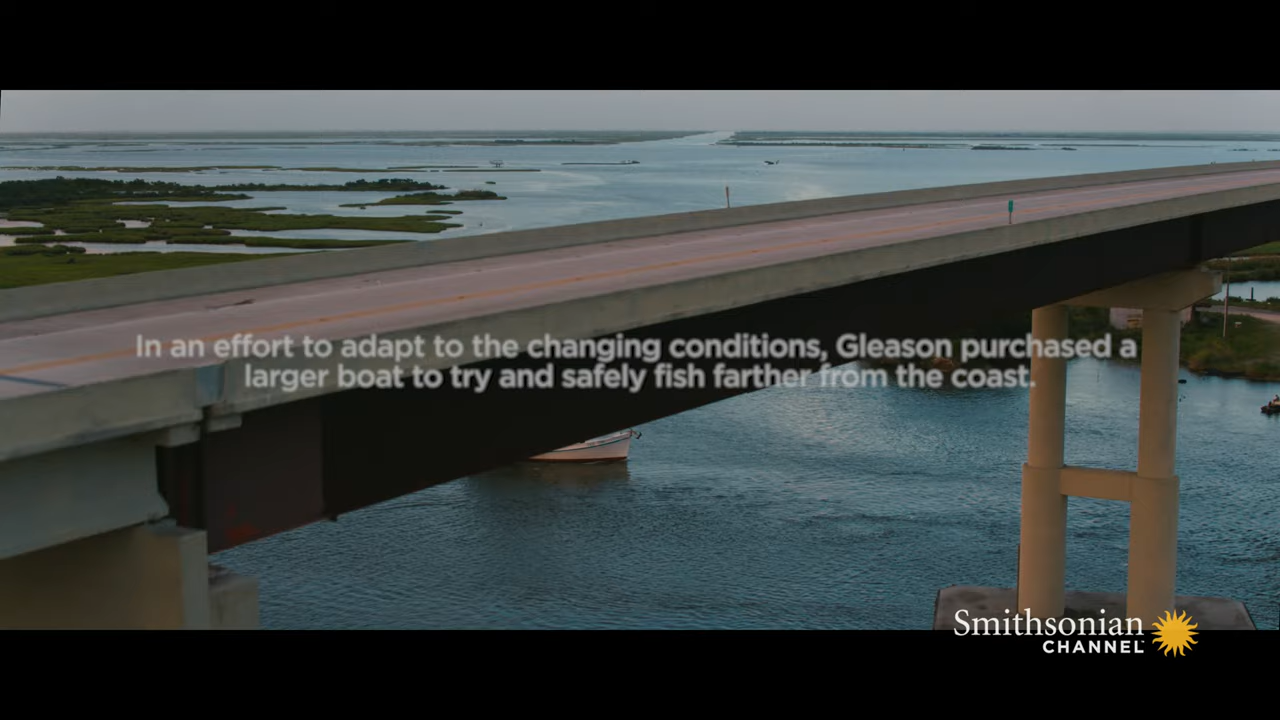 In an effort to adapt to the changing conditions, Gleason purchased a
larger boat to try and safely fish farther from the coast.
Smithsonian
CHANNEL